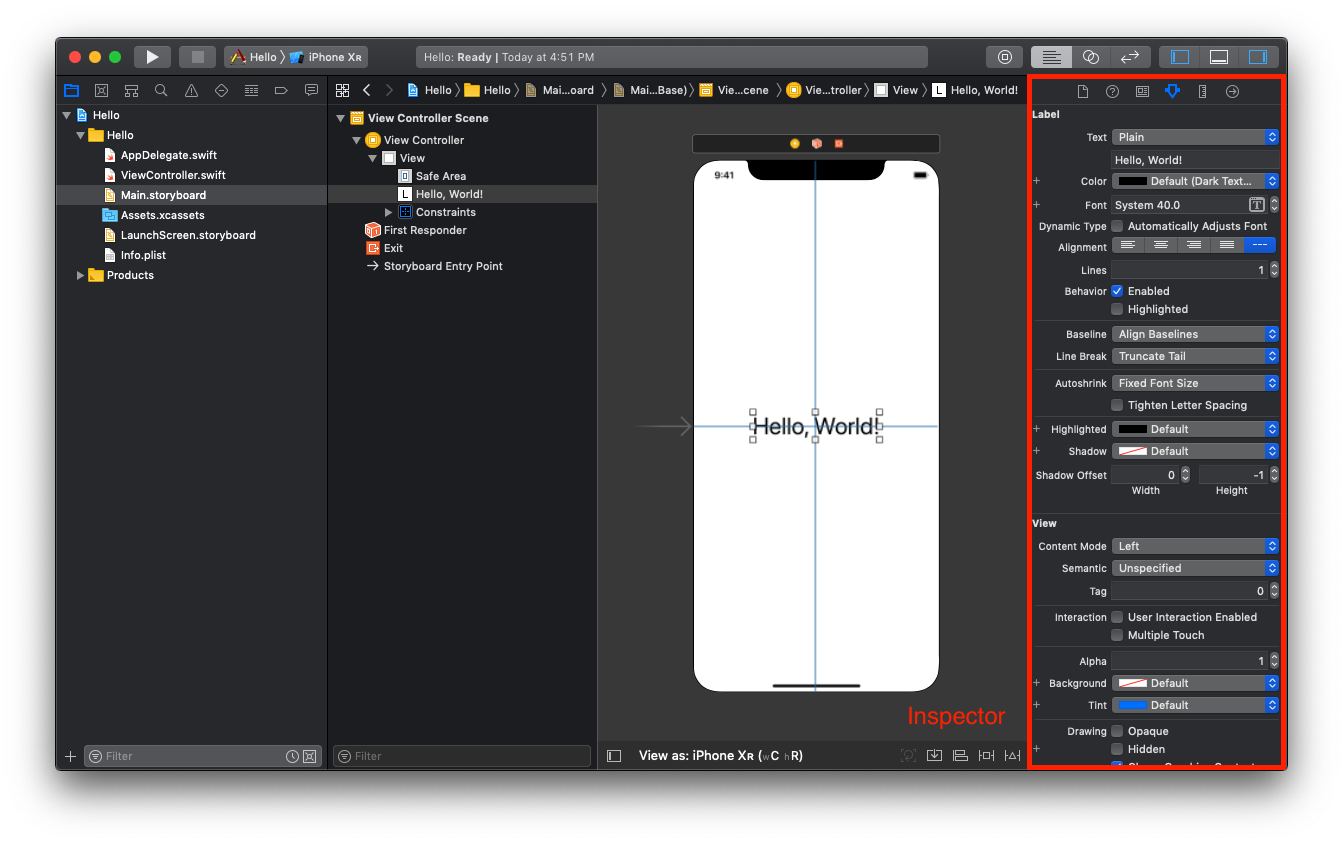 Hello 〉 iPhone XR
Hello: Ready | Today at 4:51 PM
Hello 〉 Hello 〉 Mai...oard 〉 Mai...Base) 〉 Vie...cene 〉 Vie...troller 〉 View 〉 L Hello, World!
Hello
Hello
AppDelegate.swift
ViewController.swift
Main.storyboard
Assets.xcassets
LaunchScreen.storyboard
Info.plist
Products
Filter
View Controller Scene
View Controller
View
Safe Area
L Hello, World!
Constraints
First Responder
Exit
Storyboard Entry Point
Filter
9:41
Hello, World!
Inspector
View as: iPhone XR (wC hR)
Label
Text Plain
Hello, World!
+ Color Default (Dark Text...
+ Font System 40.0 T
Dynamic Type Automatically Adjusts Font
Alignment ---
Lines 1
Behavior Enabled
Highlighted
Baseline Align Baselines
Line Break Truncate Tail
Autoshrink Fixed Font Size
Tighten Letter Spacing
+ Highlighted Default
+ Shadow Default
Shadow Offset 0 -1
Width Height
View
Content Mode Left
Semantic Unspecified
Tag 0
Interaction User Interaction Enabled
Multiple Touch
Alpha 1
+ Background Default
+ Tint Default
Drawing Opaque
+ Hidden